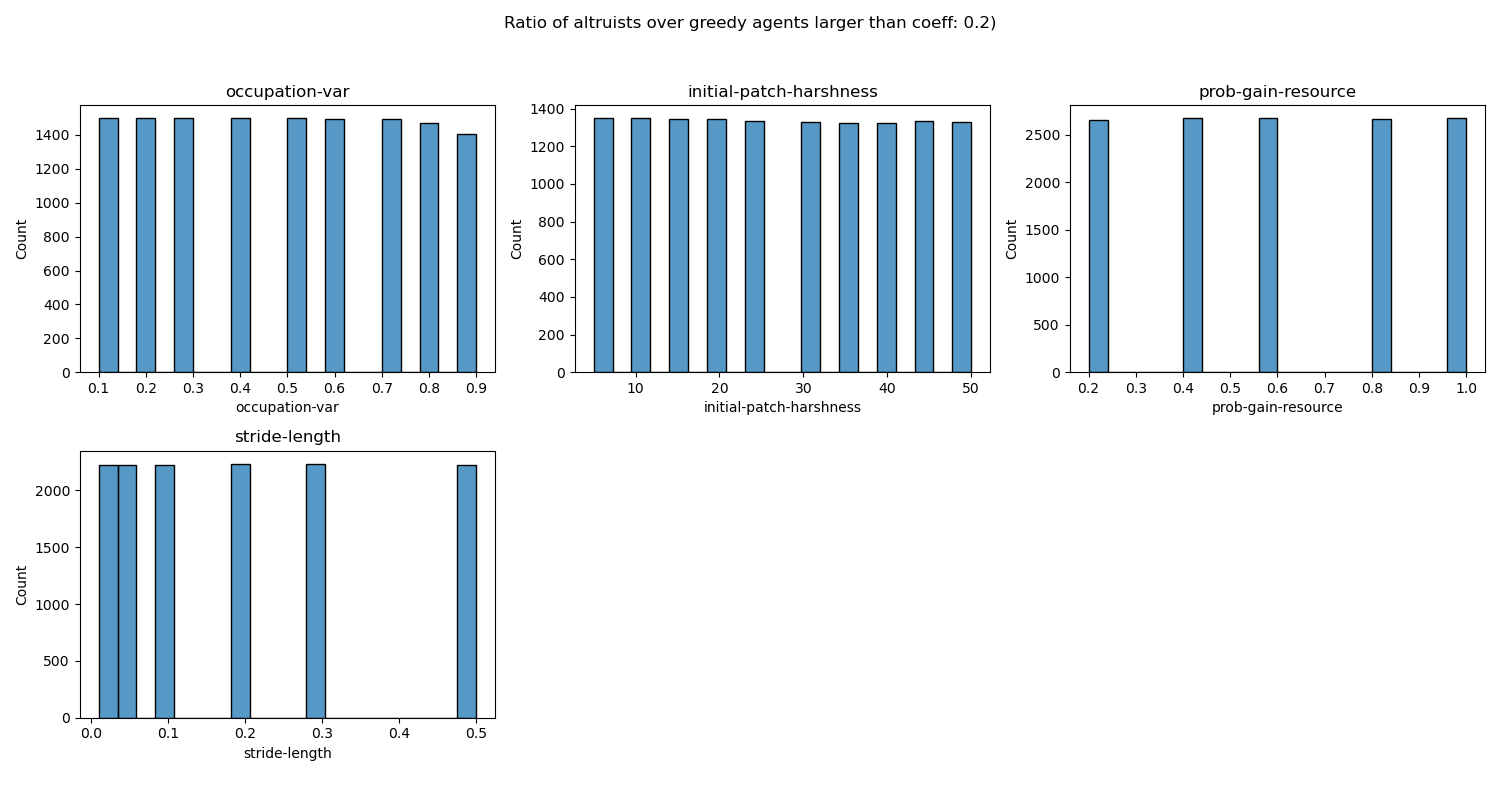 Ratio of altruists over greedy agents larger than coeff: 0.2)
occupation-var
Count
1400
1200
1000
800
600
400
200
0
0.1 0.2 0.3 0.4 0.5 0.6 0.7 0.8 0.9
occupation-var
initial-patch-harshness
Count
1400
1200
1000
800
600
400
200
0
10 20 30 40 50
initial-patch-harshness
prob-gain-resource
Count
2500
2000
1500
1000
500
0
0.2 0.3 0.4 0.5 0.6 0.7 0.8 0.9 1.0
prob-gain-resource
stride-length
Count
2000
1500
1000
500
0
0.0 0.1 0.2 0.3 0.4 0.5
stride-length